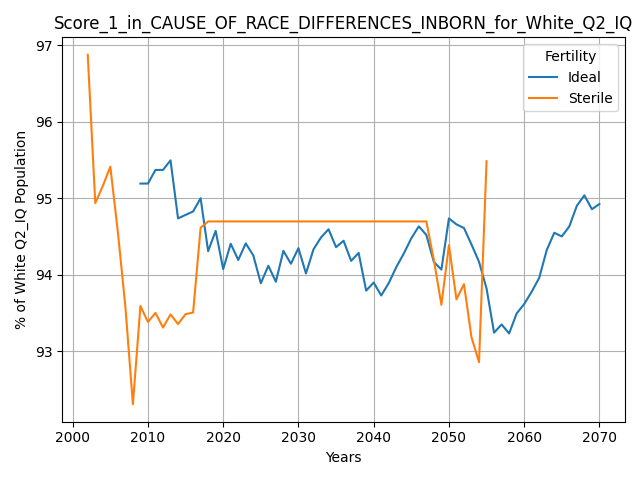 Score_1_in_CAUSE_OF_RACE_DIFFERENCES_INBORN_for_White_Q2_IQ
Fertility
Ideal
Sterile
% of White Q2_IQ Population
97
96
95
94
93
2000 2010 2020 2030 2040 2050 2060 2070
Years